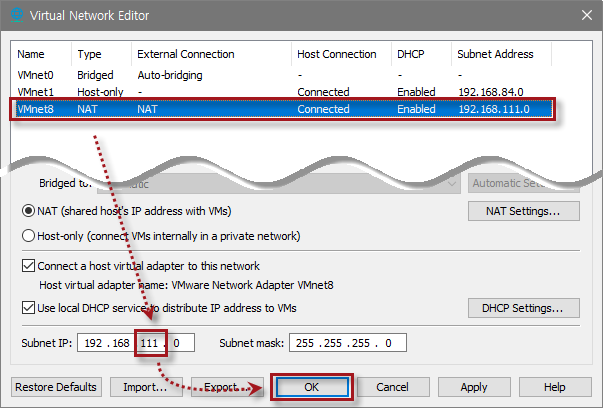 Virtual Network Editor
Name Type External Connection Host Connection DHCP Subnet Address
VMnet0 Bridged Auto-bridging - - -
VMnet1 Host-only - Connected Enabled 192.168.84.0
VMnet8 NAT NAT Connected Enabled 192.168.111.0
Bridged to:
Automatic
NAT (shared host's IP address with VMs) NAT Settings...
Host-only (connect VMs internally in a private network)
Connect a host virtual adapter to this network
Host virtual adapter name: VMware Network Adapter VMnet8
Use local DHCP service to distribute IP address to VMs DHCP Settings...
Subnet IP: 192 .168 .111 . 0 Subnet mask: 255 .255 .255 . 0
Restore Defaults Import... Export... OK Cancel Apply Help